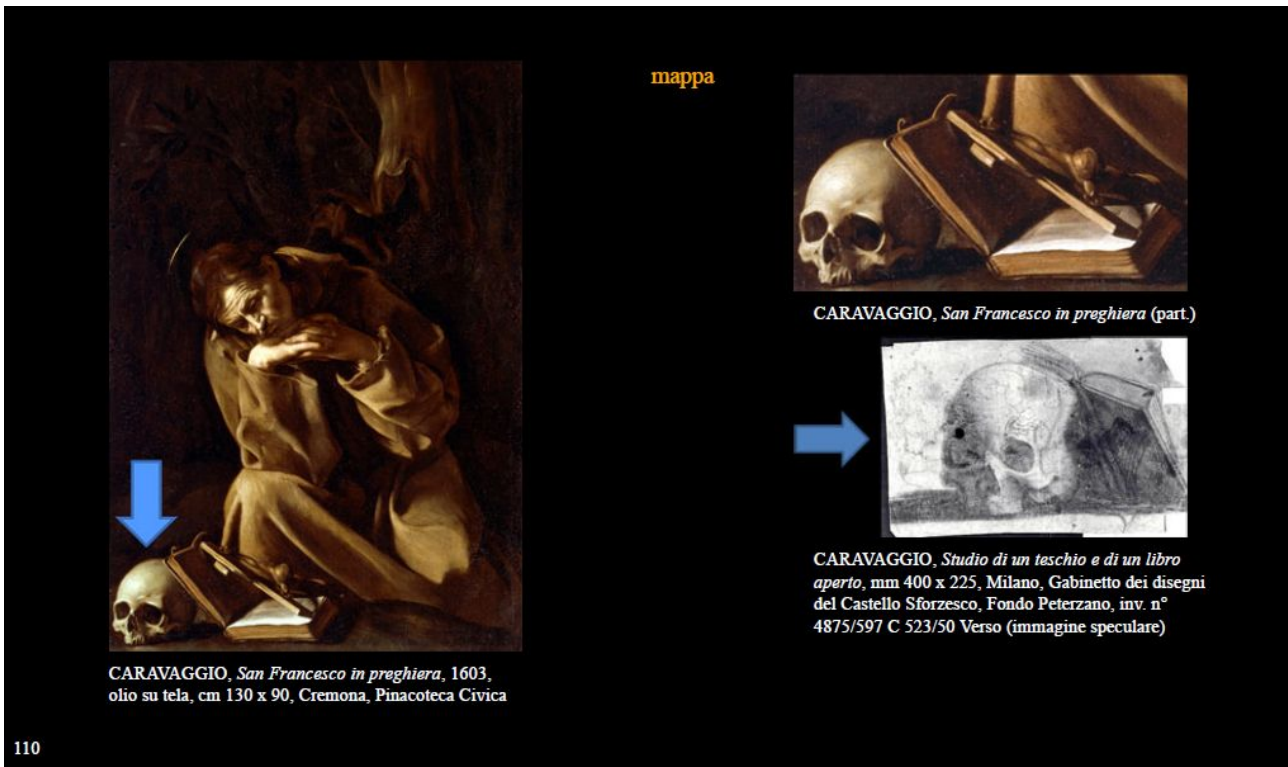 mappa
CARAVAGGIO, San Francesco in preghiera (part.)
CARAVAGGIO, Studio di un teschio e di un libro
aperto, mm 400 x 225, Milano, Gabinetto dei disegni
del Castello Sforzesco, Fondo Peterzano, inv. n°
4875/597 C 523/50 Verso (immagine speculare)
CARAVAGGIO, San Francesco in preghiera, 1603,
olio su tela, cm 130 x 90, Cremona, Pinacoteca Civica
110